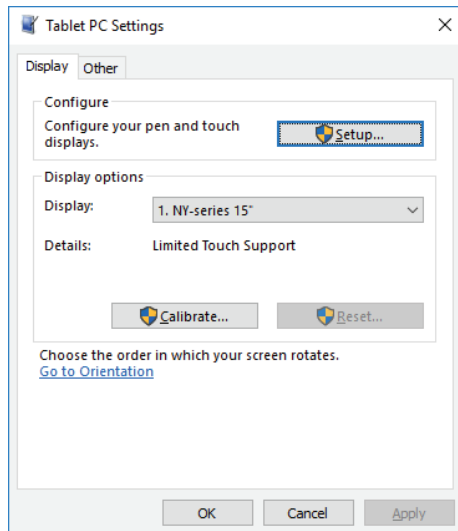 Tablet PC Settings
Display Other
Configure
Configure your pen and touch
displays.
Setup...
Display options
Display: 1. NY-series 15"
Details: Limited Touch Support
Calibrate... Reset...
Choose the order in which your screen rotates.
Go to Orientation
OK Cancel Apply